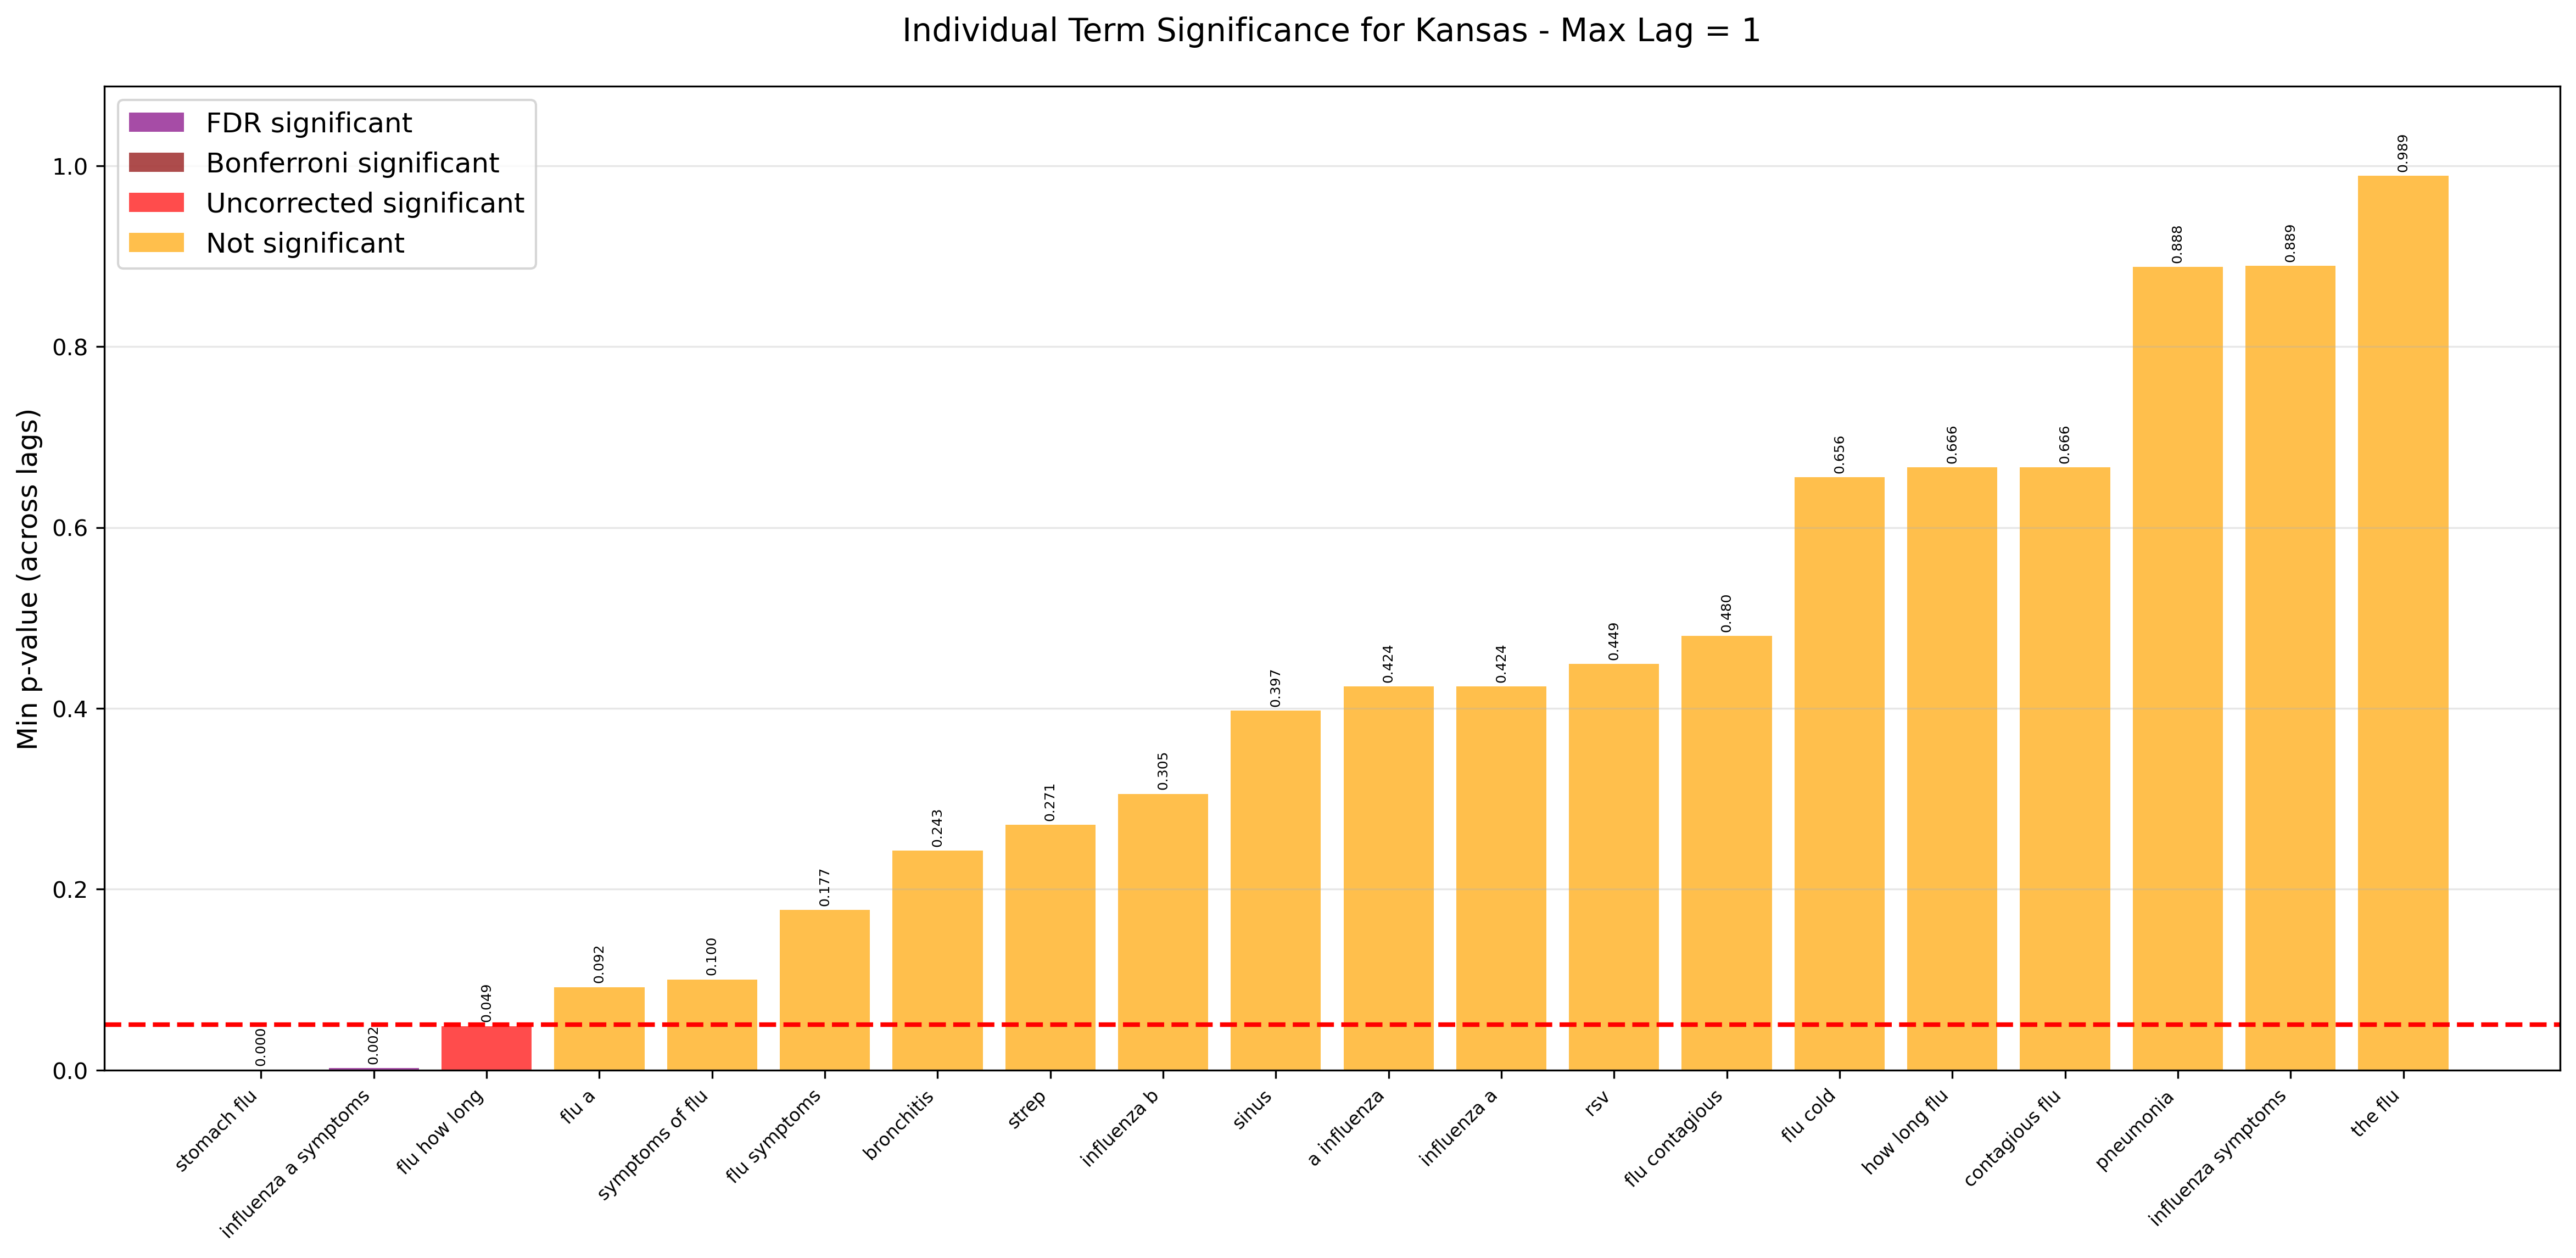 Individual Term Significance for Kansas - Max Lag = 1
FDR significant
Bonferroni significant
Uncorrected significant
Not significant
Min p-value (across lags)
1.0
0.8
0.6
0.4
0.2
0.0
0.000
0.002
0.049
0.092
0.100
0.177
0.243
0.271
0.305
0.397
0.424
0.424
0.449
0.480
0.656
0.666
0.666
0.888
0.889
0.989
stomach flu
influenza a symptoms
flu how long
flu a
symptoms of flu
flu symptoms
bronchitis
strep
influenza b
sinus
a influenza
influenza a
rsv
flu contagious
flu cold
how long flu
contagious flu
pneumonia
influenza symptoms
the flu